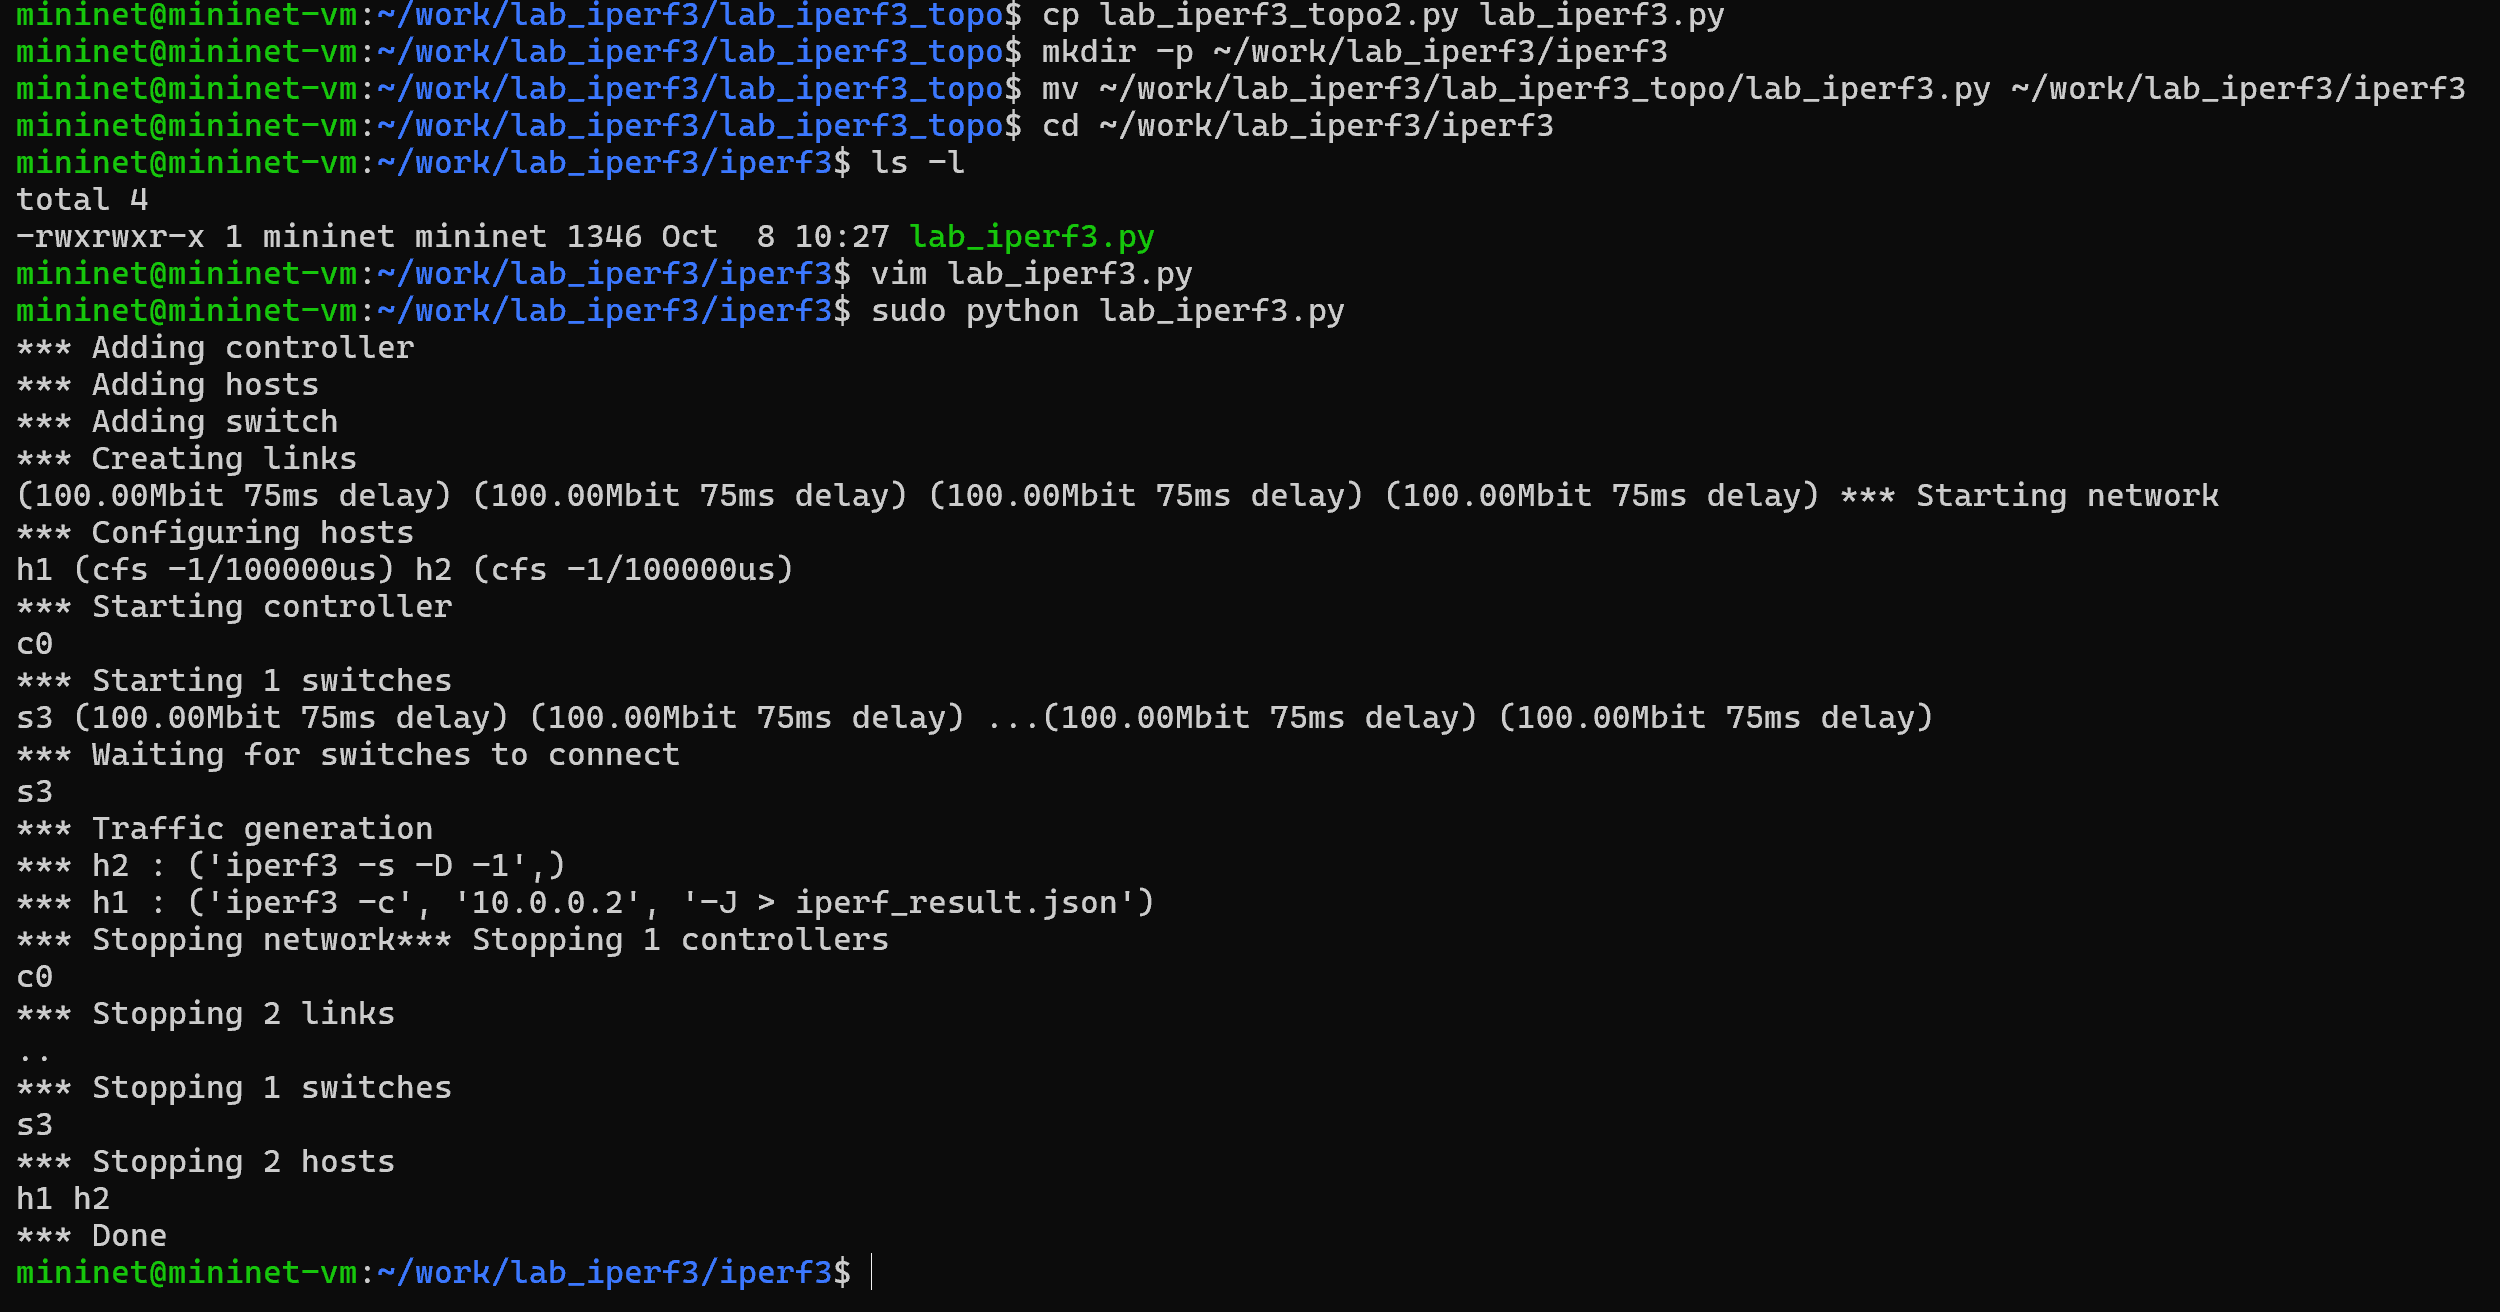 mininet@mininet-vm:~/work/lab_iperf3/lab_iperf3_topo$ cp lab_iperf3_topo2.py lab_iperf3.py
mininet@mininet-vm:~/work/lab_iperf3/lab_iperf3_topo$ mkdir -p ~/work/lab_iperf3/iperf3
mininet@mininet-vm:~/work/lab_iperf3/lab_iperf3_topo$ mv ~/work/lab_iperf3/lab_iperf3_topo/lab_iperf3.py ~/work/lab_iperf3/iperf3
mininet@mininet-vm:~/work/lab_iperf3/lab_iperf3_topo$ cd ~/work/lab_iperf3/iperf3
mininet@mininet-vm:~/work/lab_iperf3/iperf3$ ls -l
total 4
-rwxrwxr-x 1 mininet mininet 1346 Oct  8 10:27 lab_iperf3.py
mininet@mininet-vm:~/work/lab_iperf3/iperf3$ vim lab_iperf3.py
mininet@mininet-vm:~/work/lab_iperf3/iperf3$ sudo python lab_iperf3.py
*** Adding controller
*** Adding hosts
*** Adding switch
*** Creating links
(100.00Mbit 75ms delay) (100.00Mbit 75ms delay) (100.00Mbit 75ms delay) (100.00Mbit 75ms delay) *** Starting network
*** Configuring hosts
h1 (cfs -1/100000us) h2 (cfs -1/100000us)
*** Starting controller
c0
*** Starting 1 switches
s3 (100.00Mbit 75ms delay) (100.00Mbit 75ms delay) ...(100.00Mbit 75ms delay) (100.00Mbit 75ms delay)
*** Waiting for switches to connect
s3
*** Traffic generation
*** h2 : ('iperf3 -s -D -1',)
*** h1 : ('iperf3 -c', '10.0.0.2', '-J > iperf_result.json')
*** Stopping network*** Stopping 1 controllers
c0
*** Stopping 2 links
..
*** Stopping 1 switches
s3
*** Stopping 2 hosts
h1 h2
*** Done
mininet@mininet-vm:~/work/lab_iperf3/iperf3$